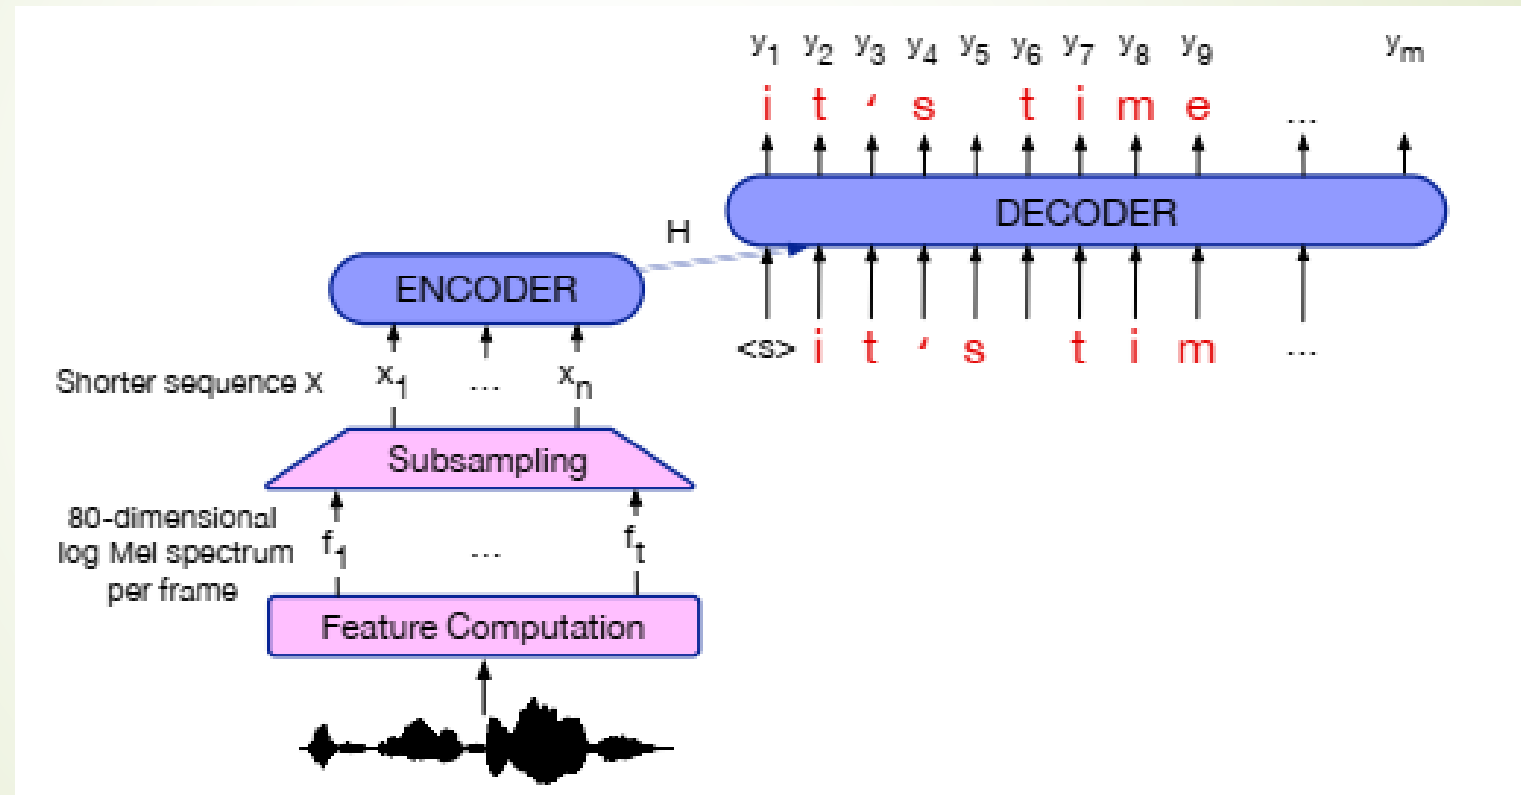 y1 y2 y3 y4 y5 y6 y7 y8 y9 ym
i t ' s t i m e ...
DECODER
H
ENCODER
<s> i t ' s t i m ...
Shorter sequence X x1 ... xn
Subsampling
80-dimensional
log Mel spectrum f1 ... ft
per frame
Feature Computation